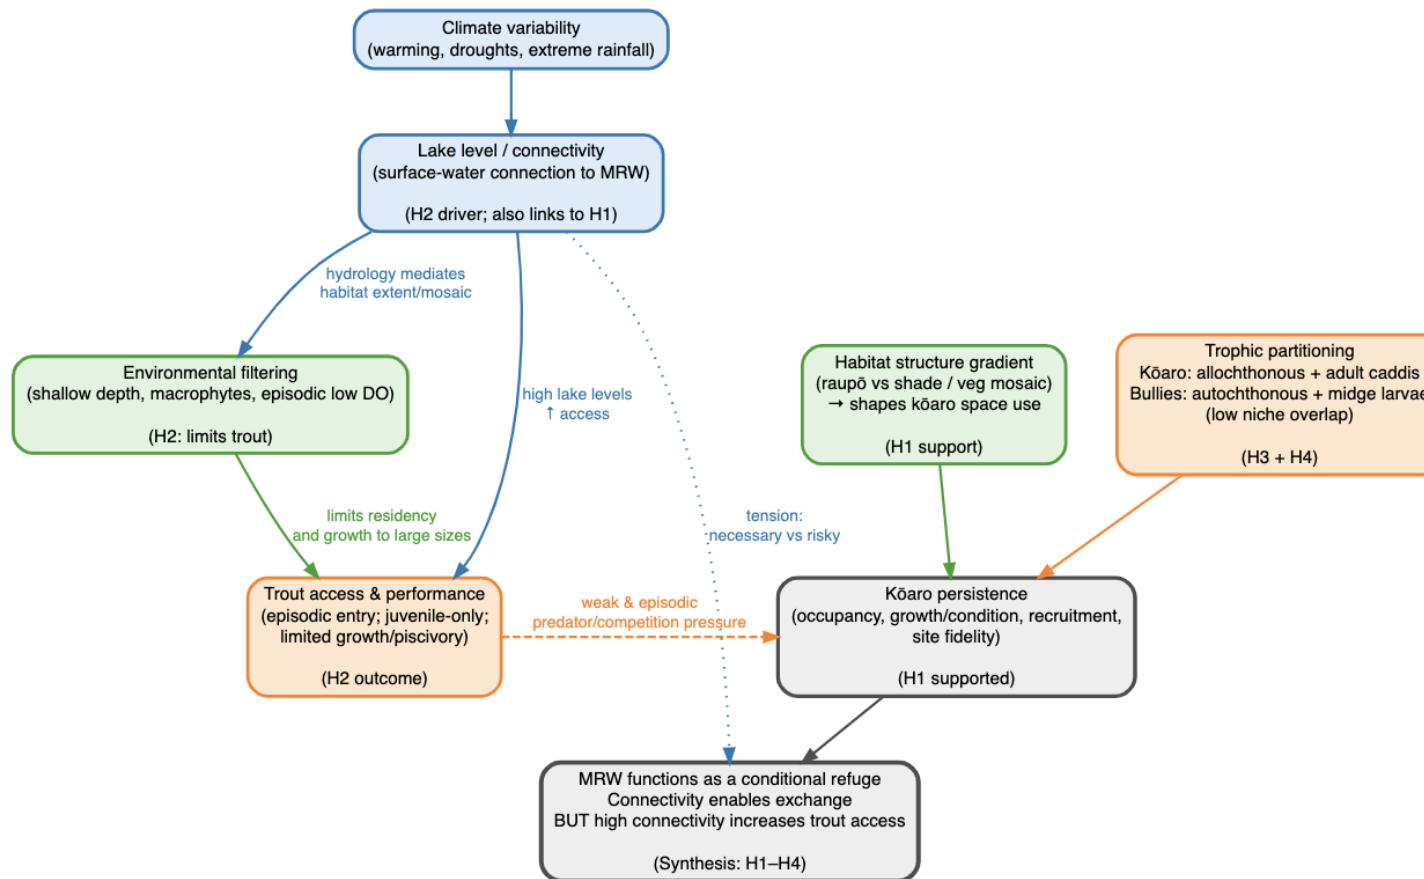 Climate variability
(warming, droughts, extreme rainfall)
Lake level / connectivity
(surface-water connection to MRW)
(H2 driver; also links to H1)
hydrology mediates
habitat extent/mosaic
Environmental filtering
(shallow depth, macrophytes, episodic low DO)
(H2: limits trout)
high lake levels
↑ access
Habitat structure gradient
(raupō vs shade / veg mosaic)
→ shapes kōaro space use
(H1 support)
Trophic partitioning
Kōaro: allochthonous + adult caddis
Bullies: autochthonous + midge larvae
(low niche overlap)
(H3 + H4)
limits residency
and growth to large sizes
tension:
necessary vs risky
Trout access & performance
(episodic entry; juvenile-only;
limited growth/piscivory)
(H2 outcome)
weak & episodic
predator/competition pressure
Kōaro persistence
(occupancy, growth/condition, recruitment,
site fidelity)
(H1 supported)
MRW functions as a conditional refuge
Connectivity enables exchange
BUT high connectivity increases trout access
(Synthesis: H1–H4)